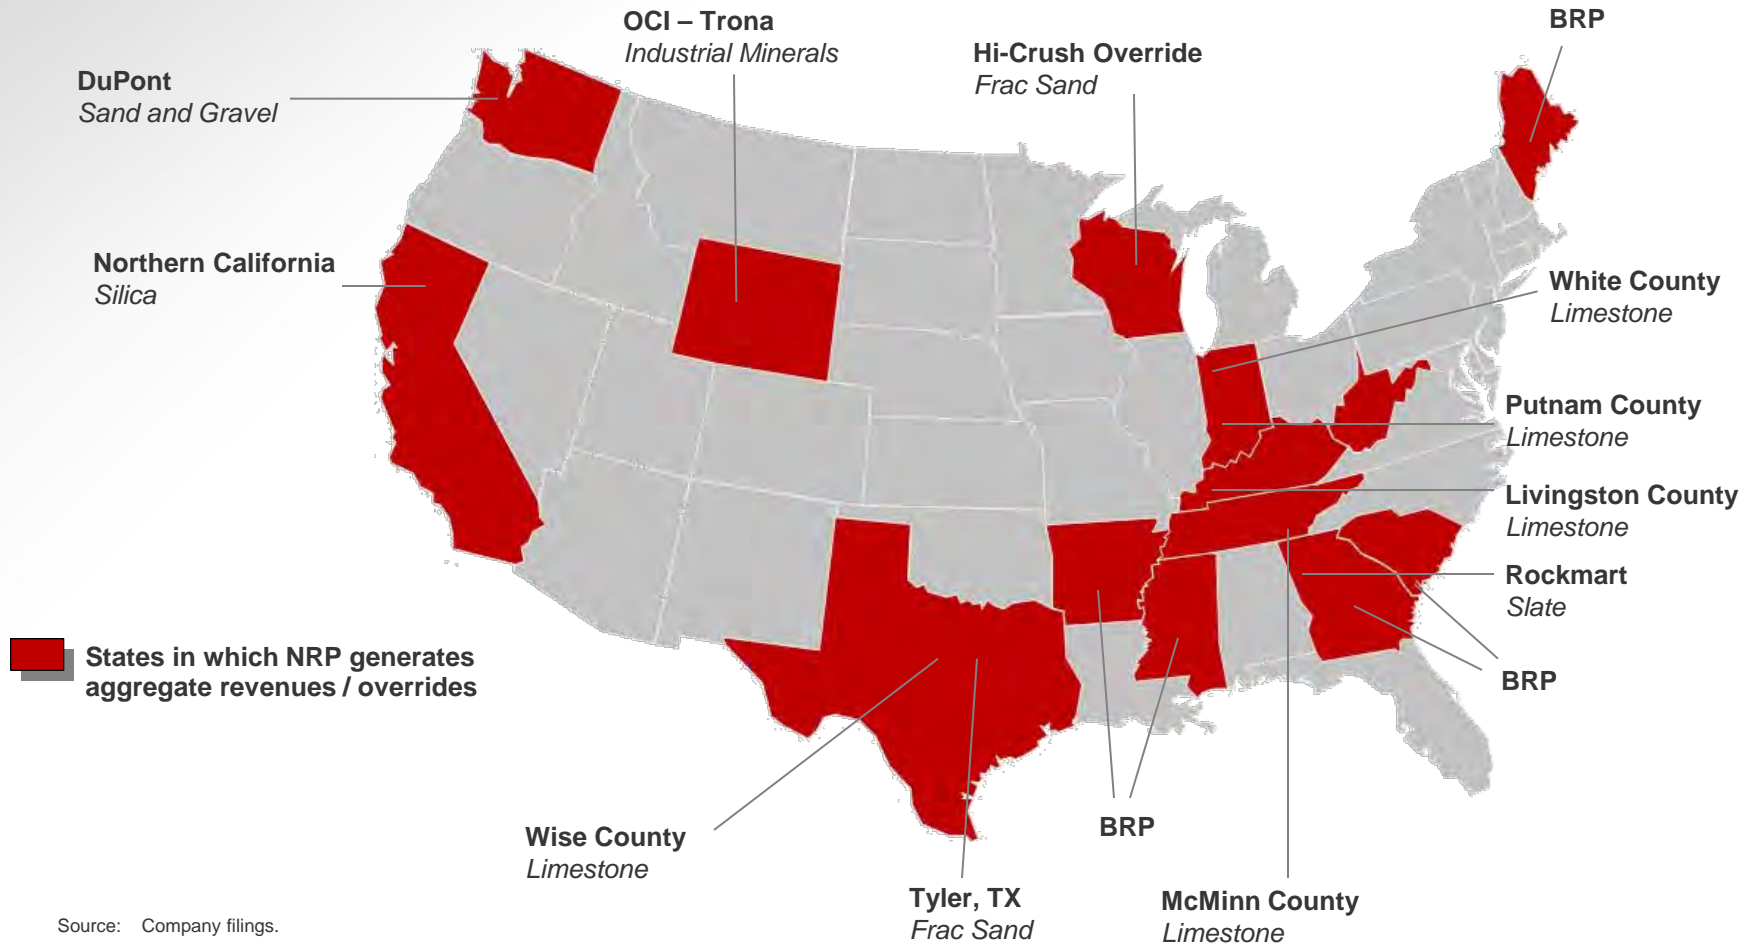 OCI – Trona
Industrial Minerals
BRP
Hi-Crush Override
Frac Sand
DuPont
Sand and Gravel
Northern California
Silica
White County
Limestone
Putnam County
Limestone
Livingston County
Limestone
Rockmart
Slate
BRP
States in which NRP generates
aggregate revenues / overrides
BRP
Wise County
Limestone
Tyler, TX
Frac Sand
McMinn County
Limestone
Source: Company filings.